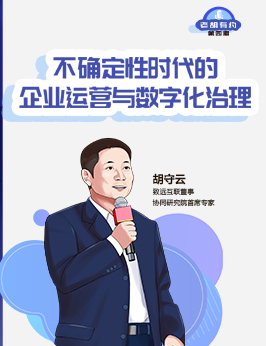 老胡有约
第四期
不确定性时代的
企业运营与数字化治理
胡守云
致远互联董事
协同研究院首席专家